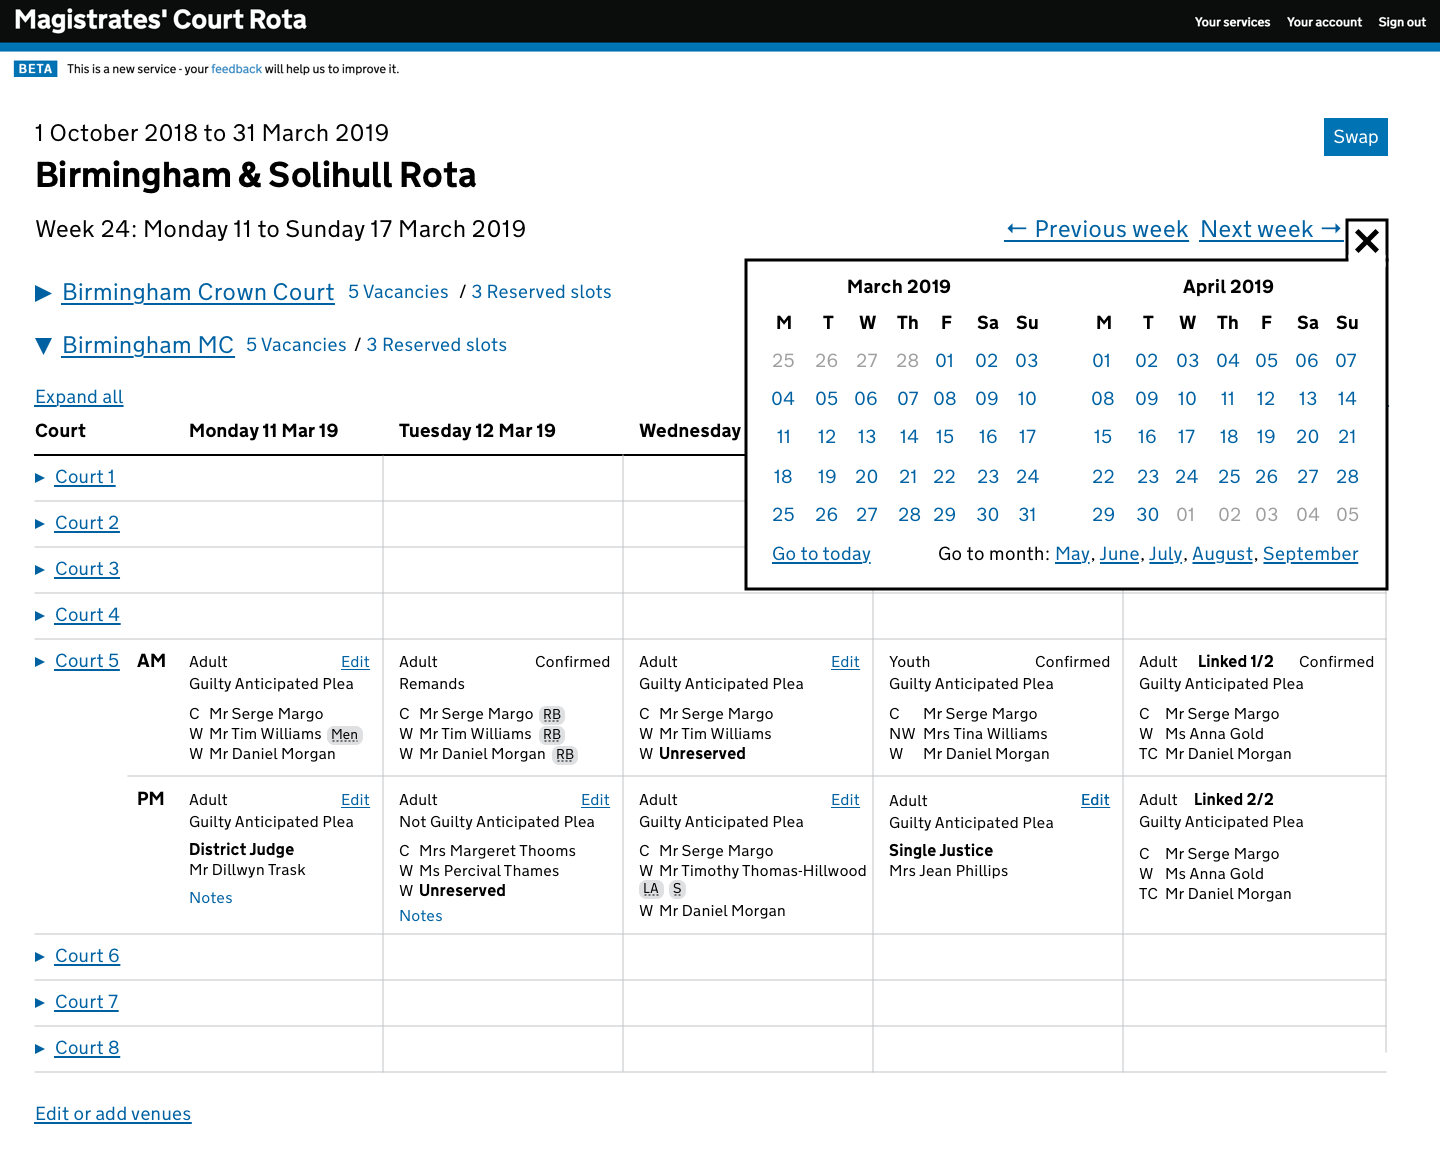 Magistrates' Court Rota Your services Your account Sign out
BETA This is a new service - your feedback will help us to improve it.
1 October 2018 to 31 March 2019
Swap
Birmingham & Solihull Rota
Week 24: Monday 11 to Sunday 17 March 2019
← Previous week Next week →
▶ Birmingham Crown Court 5 Vacancies / 3 Reserved slots
▼ Birmingham MC 5 Vacancies / 3 Reserved slots
March 2019
M T W Th F Sa Su
25 26 27 28 01 02 03
04 05 06 07 08 09 10
11 12 13 14 15 16 17
18 19 20 21 22 23 24
25 26 27 28 29 30 31
April 2019
M T W Th F Sa Su
01 02 03 04 05 06 07
08 09 10 11 12 13 14
15 16 17 18 19 20 21
22 23 24 25 26 27 28
29 30 01 02 03 04 05
Go to today
Go to month: May, June, July, August, September
Expand all
Court Monday 11 Mar 19 Tuesday 12 Mar 19 Wednesday
▶ Court 1
▶ Court 2
▶ Court 3
▶ Court 4
▶ Court 5
AM
Adult Edit
Guilty Anticipated Plea
C Mr Serge Margo
W Mr Tim Williams Men
W Mr Daniel Morgan
Adult Confirmed
Remands
C Mr Serge Margo RB
W Mr Tim Williams RB
W Mr Daniel Morgan RB
Adult Edit
Guilty Anticipated Plea
C Mr Serge Margo
W Mr Tim Williams
W Unreserved
Youth Confirmed
Guilty Anticipated Plea
C Mr Serge Margo
NW Mrs Tina Williams
W Mr Daniel Morgan
Adult Linked 1/2 Confirmed
Guilty Anticipated Plea
C Mr Serge Margo
W Ms Anna Gold
TC Mr Daniel Morgan
PM
Adult Edit
Guilty Anticipated Plea
District Judge
Mr Dillwyn Trask
Notes
Adult Edit
Not Guilty Anticipated Plea
C Mrs Margeret Thooms
W Ms Percival Thames
W Unreserved
Notes
Adult Edit
Guilty Anticipated Plea
C Mr Serge Margo
W Mr Timothy Thomas-Hillwood
LA S
W Mr Daniel Morgan
Adult Edit
Guilty Anticipated Plea
Single Justice
Mrs Jean Phillips
Adult Linked 2/2
Guilty Anticipated Plea
C Mr Serge Margo
W Ms Anna Gold
TC Mr Daniel Morgan
▶ Court 6
▶ Court 7
▶ Court 8
Edit or add venues